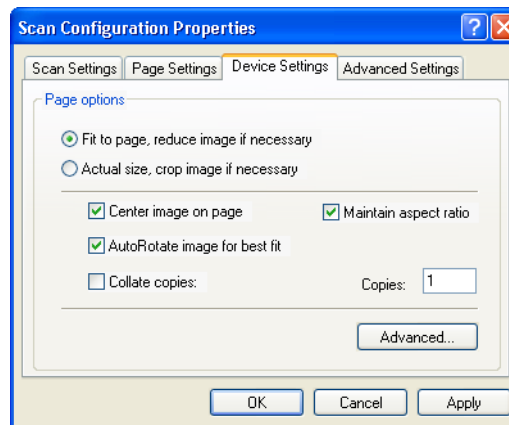 Scan Configuration Properties
Scan Settings Page Settings Device Settings Advanced Settings
Page options
Fit to page, reduce image if necessary
Actual size, crop image if necessary
Center image on page Maintain aspect ratio
AutoRotate image for best fit
Collate copies: Copies: 1
Advanced...
OK Cancel Apply